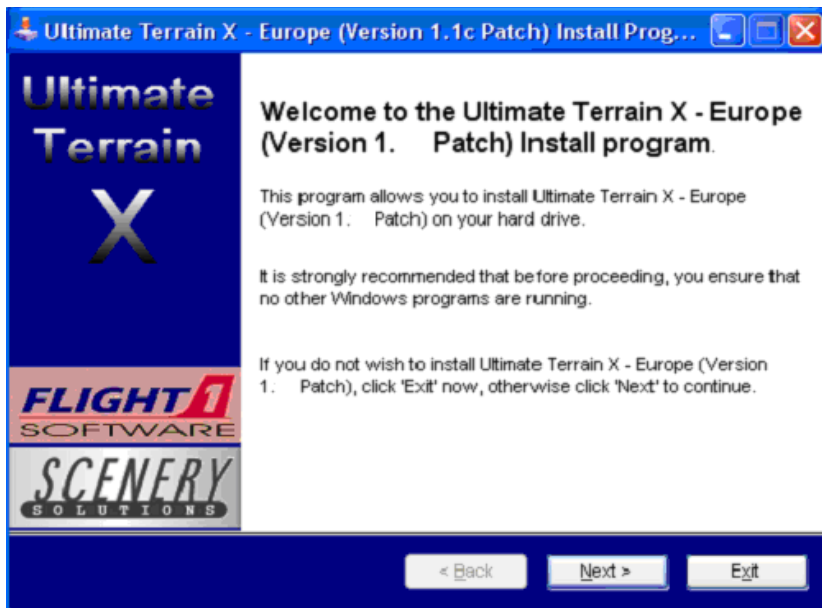 Ultimate Terrain X - Europe (Version 1.1c Patch) Install Prog...
Ultimate
Terrain
X
FLIGHT1
SOFTWARE
SCENERY
SOLUTIONS
Welcome to the Ultimate Terrain X - Europe
(Version 1. Patch) Install program.
This program allows you to install Ultimate Terrain X - Europe
(Version 1. Patch) on your hard drive.
It is strongly recommended that before proceeding, you ensure that
no other Windows programs are running.
If you do not wish to install Ultimate Terrain X - Europe (Version
1. Patch), click 'Exit' now, otherwise click 'Next' to continue.
< Back
Next >
Exit